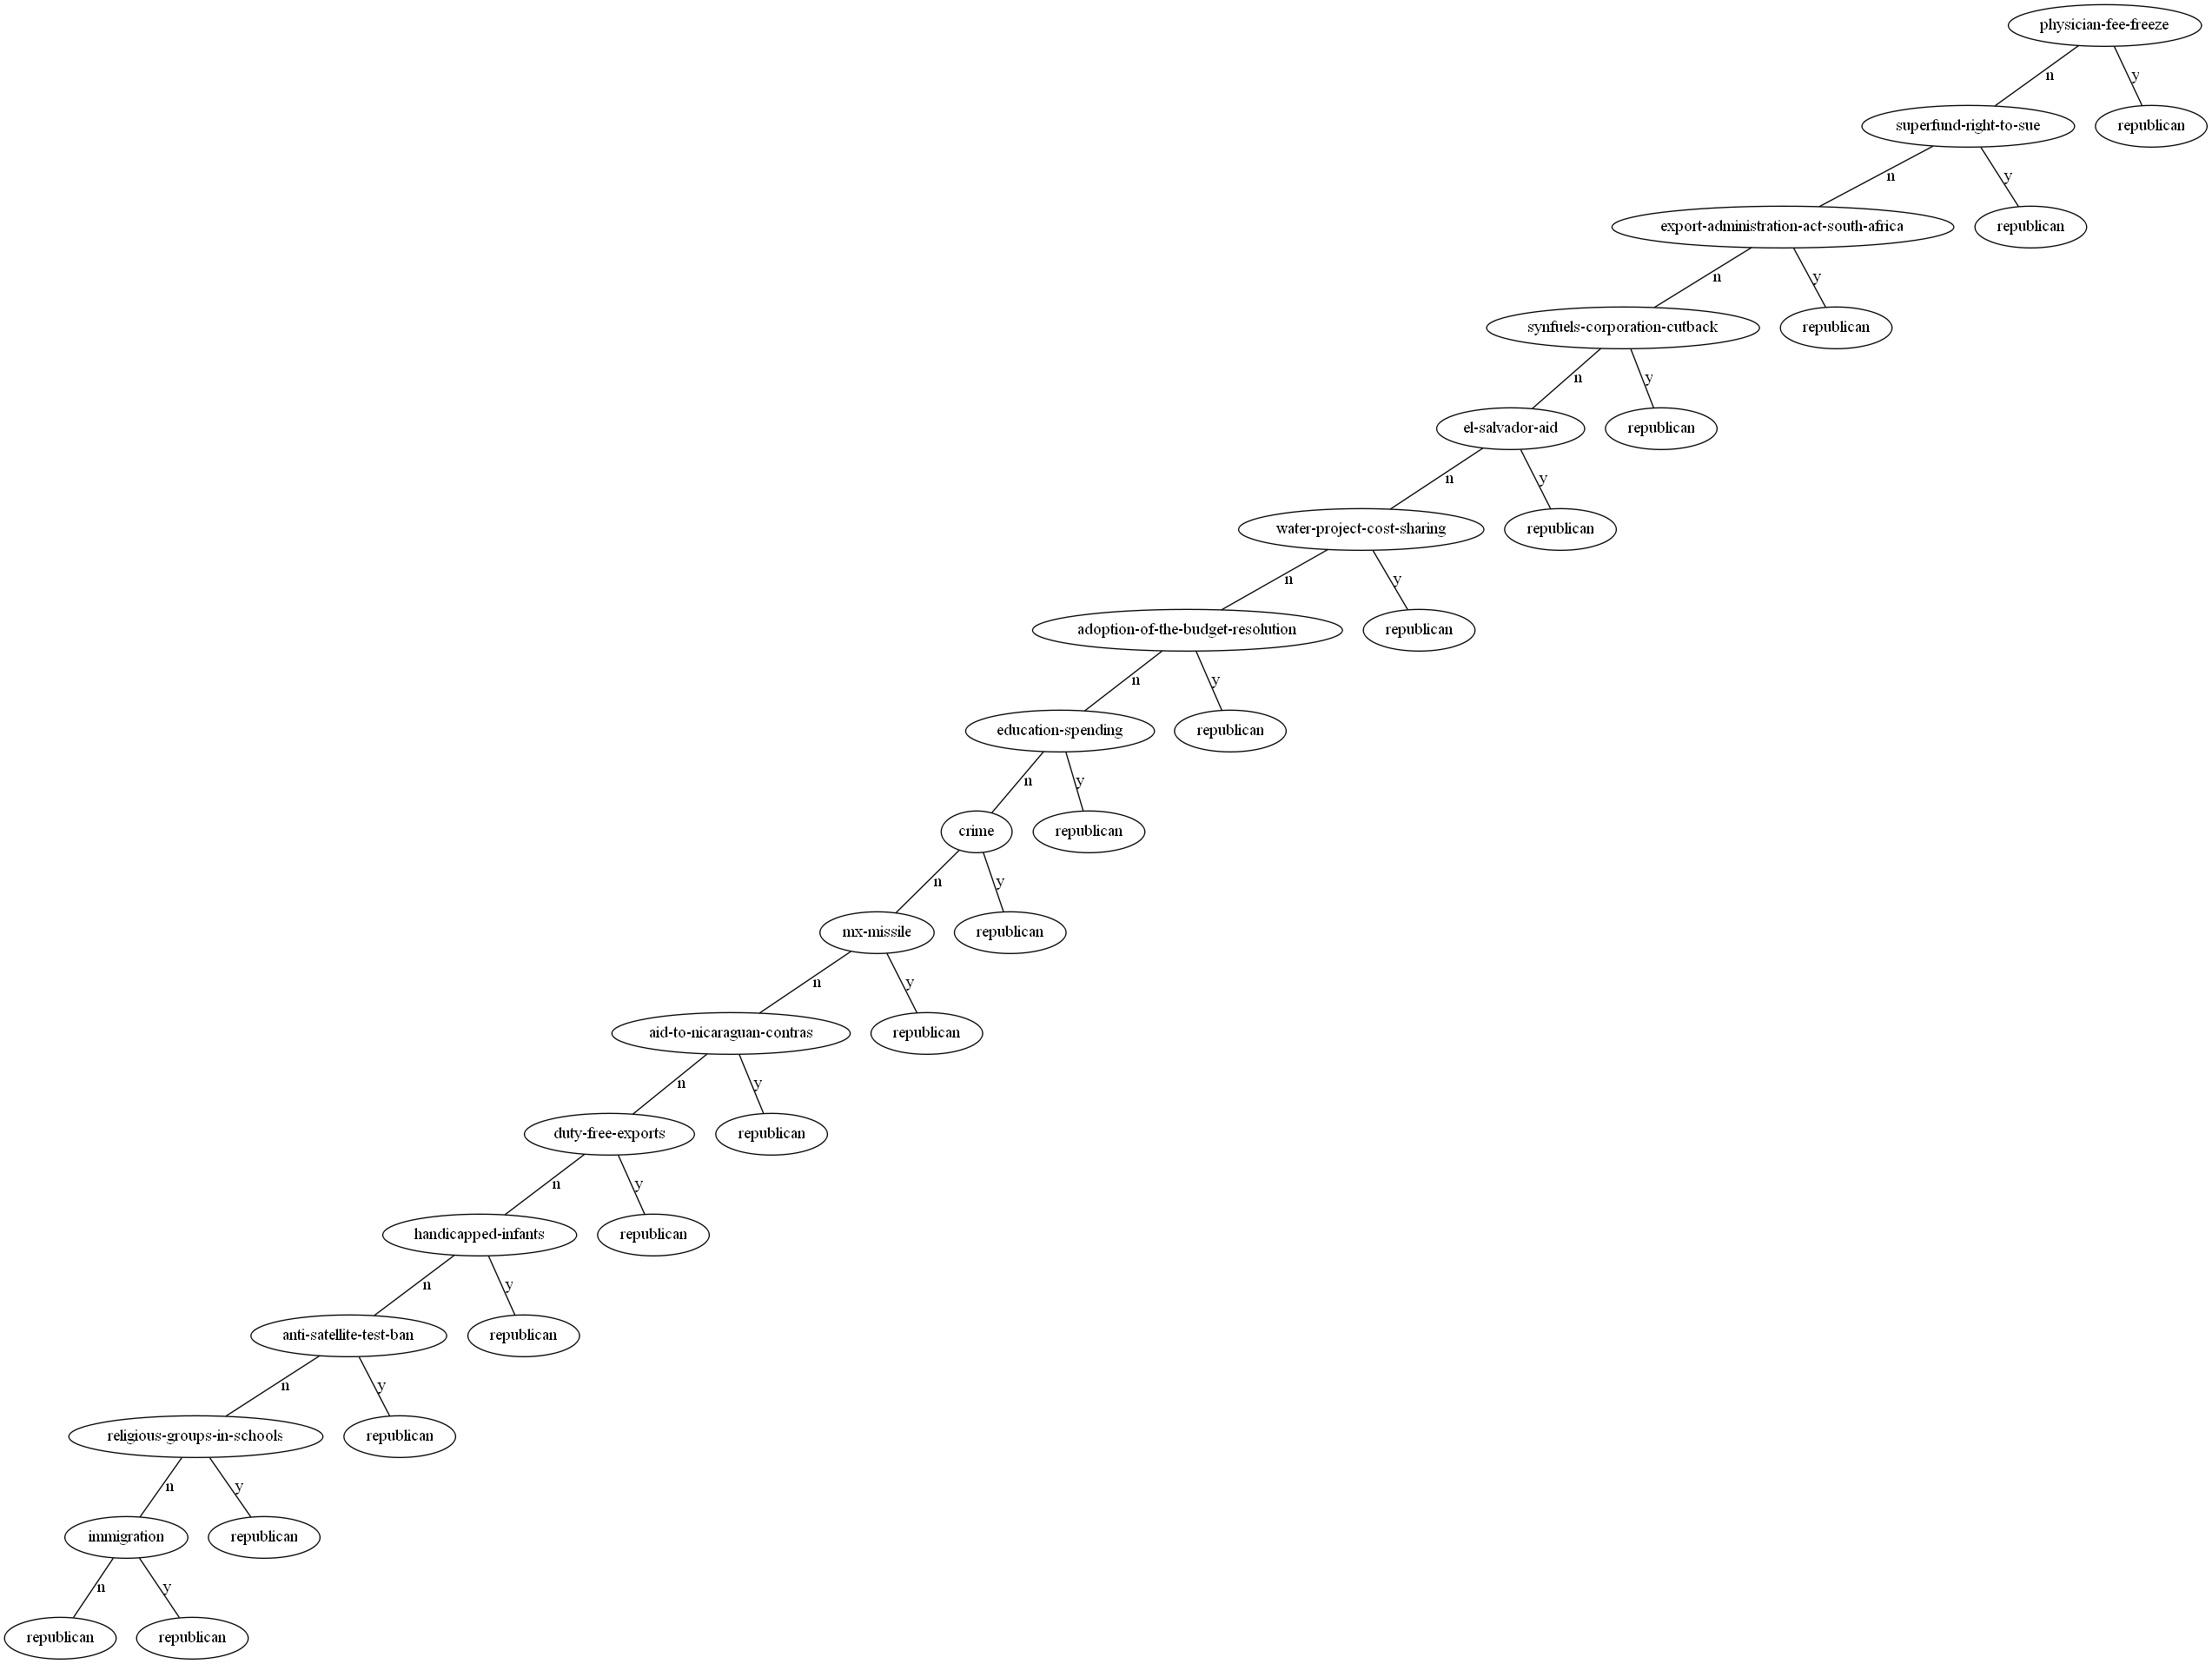 physician-fee-freeze
n
y
superfund-right-to-sue
republican
n
y
export-administration-act-south-africa
republican
n
y
synfuels-corporation-cutback
republican
n
y
el-salvador-aid
republican
n
y
water-project-cost-sharing
republican
n
y
adoption-of-the-budget-resolution
republican
n
y
education-spending
republican
n
y
crime
republican
n
y
mx-missile
republican
n
y
aid-to-nicaraguan-contras
republican
n
y
duty-free-exports
republican
n
y
handicapped-infants
republican
n
y
anti-satellite-test-ban
republican
n
y
religious-groups-in-schools
republican
n
y
immigration
republican
n
y
republican
republican